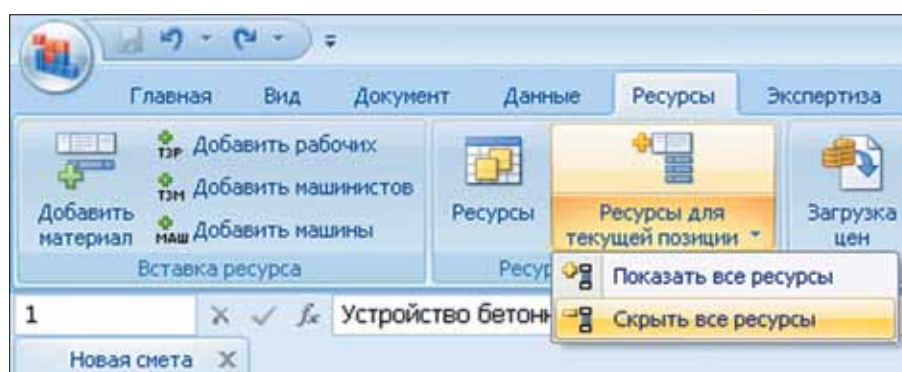 Главная Вид Документ Данные Ресурсы Экспертиза
Добавить материал
ТЗР Добавить рабочих
ТЗМ Добавить машинистов
МАШ Добавить машины
Вставка ресурса
Ресурсы
Ресурсы для
текущей позиции
Загрузка
цен
Показать все ресурсы
Скрыть все ресурсы
1 fx Устройство
Новая смета X